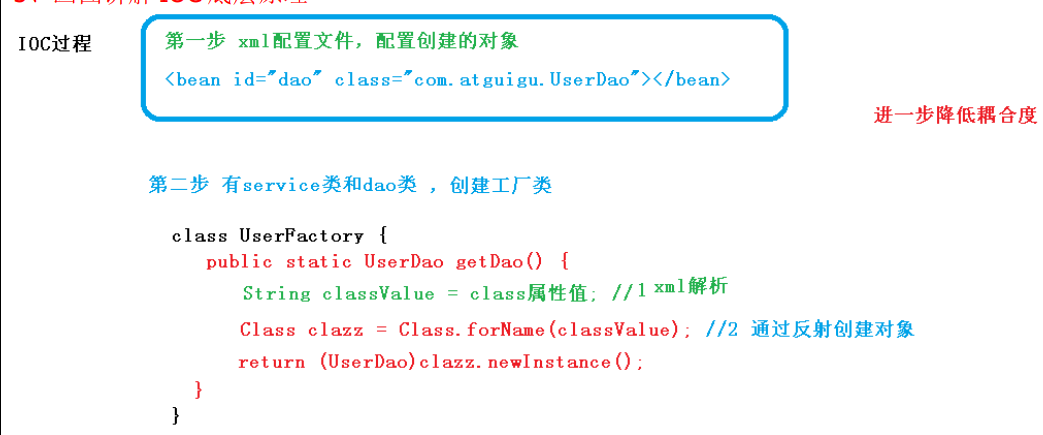 IOC过程
第一步 xml配置文件，配置创建的对象
<bean id="dao" class="com.atguigu.UserDao"></bean>
进一步降低耦合度
第二步 有service类和dao类 ，创建工厂类
class UserFactory {
public static UserDao getDao() {
String classValue = class属性值; //1 xml解析
Class clazz = Class.forName(classValue); //2 通过反射创建对象
return (UserDao)clazz.newInstance();
}
}